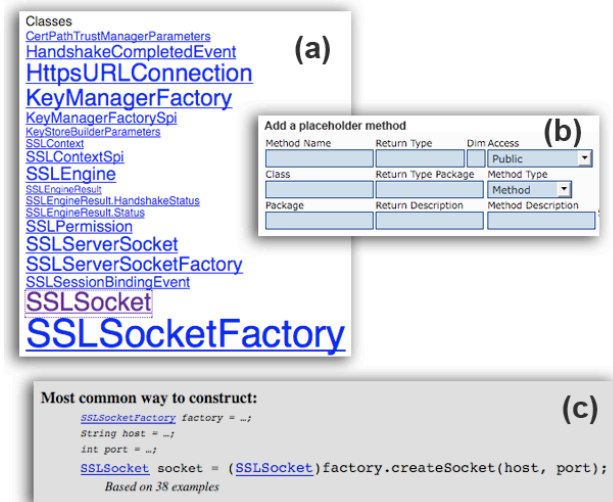 Classes
CertPathTrustManagerParameters
HandshakeCompletedEvent
HttpsURLConnection
KeyManagerFactory
KeyManagerFactorySpi
KeyStoreBuilderParameters
SSLContext
SSLContextSpi
SSLEngine
SSLEngineResult
SSLEngineResult.HandshakeStatus
SSLEngineResult.Status
SSLPermission
SSLServerSocket
SSLServerSocketFactory
SSLSessionBindingEvent
SSLSocket
SSLSocketFactory
(a)
Add a placeholder method
(b)
Method Name Return Type Dim Access
Public
Class Return Type Package Method Type
Method
Package Return Description Method Description
Most common way to construct:
(c)
SSLSocketFactory factory = …;
String host = …;
int port = …;
SSLSocket socket = (SSLSocket)factory.createSocket(host, port);
Based on 38 examples